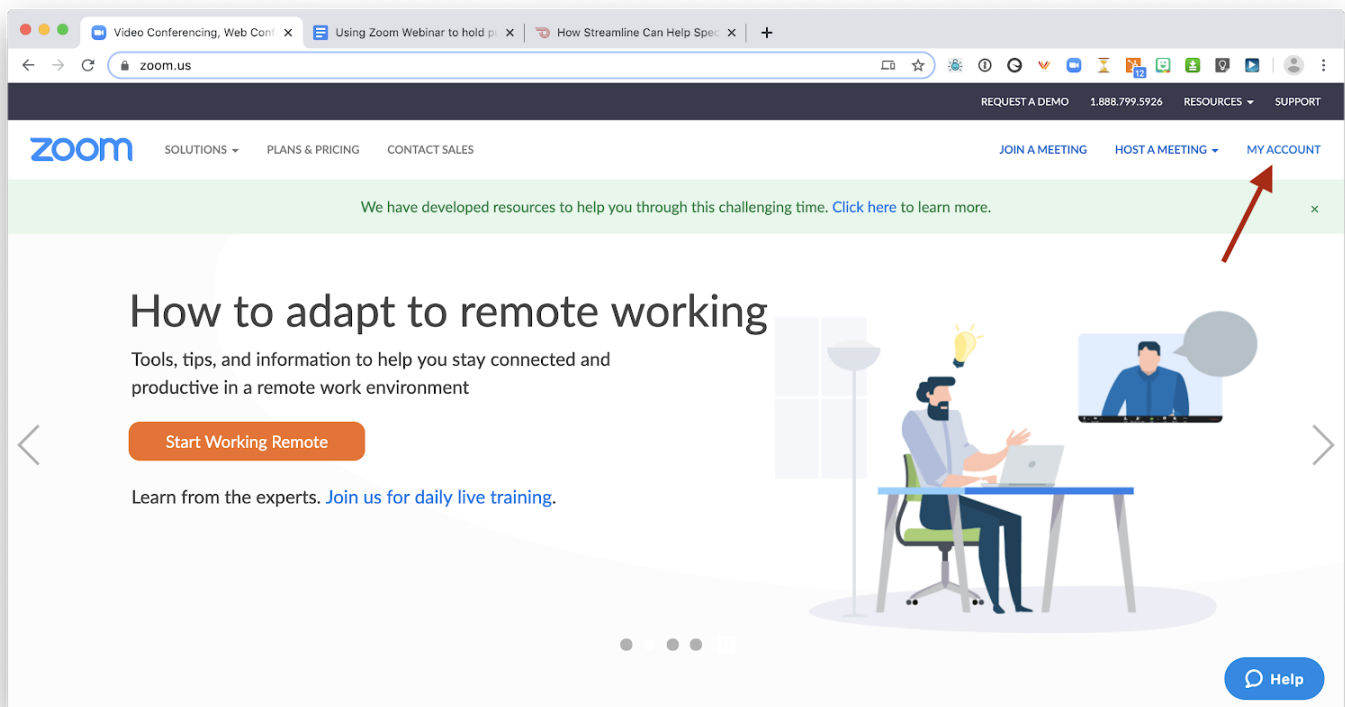 Video Conferencing, Web Conf
Using Zoom Webinar to hold pu
How Streamline Can Help Spec
zoom.us
12
REQUEST A DEMO 1.888.799.5926 RESOURCES SUPPORT
zoom SOLUTIONS PLANS & PRICING CONTACT SALES JOIN A MEETING HOST A MEETING MY ACCOUNT
We have developed resources to help you through this challenging time. Click here to learn more. ×
How to adapt to remote working
Tools, tips, and information to help you stay connected and
productive in a remote work environment
Start Working Remote
Learn from the experts. Join us for daily live training.
Help